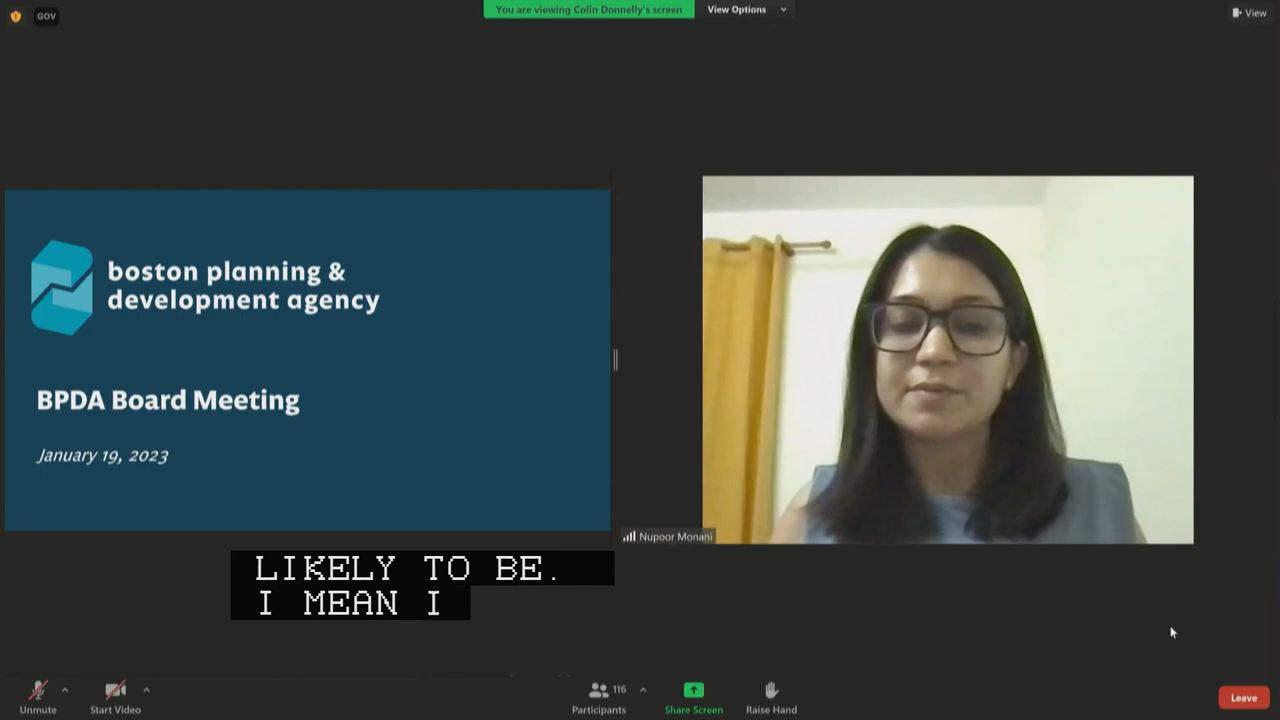 GOV
You are viewing Colin Donnelly's screen
View Options
View
boston planning &
development agency
BPDA Board Meeting
January 19, 2023
Nupoor Monani
LIKELY TO BE.
I MEAN I
Unmute
Start Video
116
Participants
Share Screen
Raise Hand
Leave